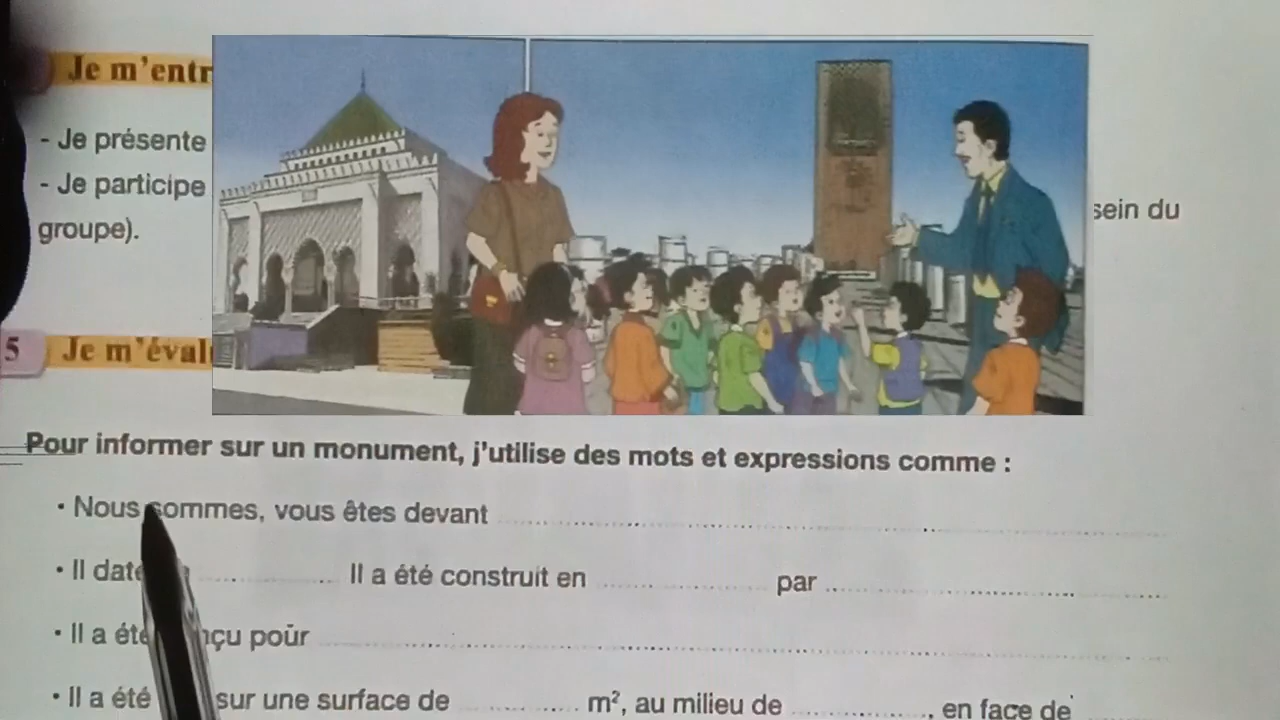 Je m'entr
- Je présente
- Je participe
sein du
groupe).
5 Je m'éval
Pour informer sur un monument, j'utilise des mots et expressions comme :
• Nous sommes, vous êtes devant
• Il date Il a été construit en par
• Il a été pour
• Il a été sur une surface de m², au milieu de , en face de